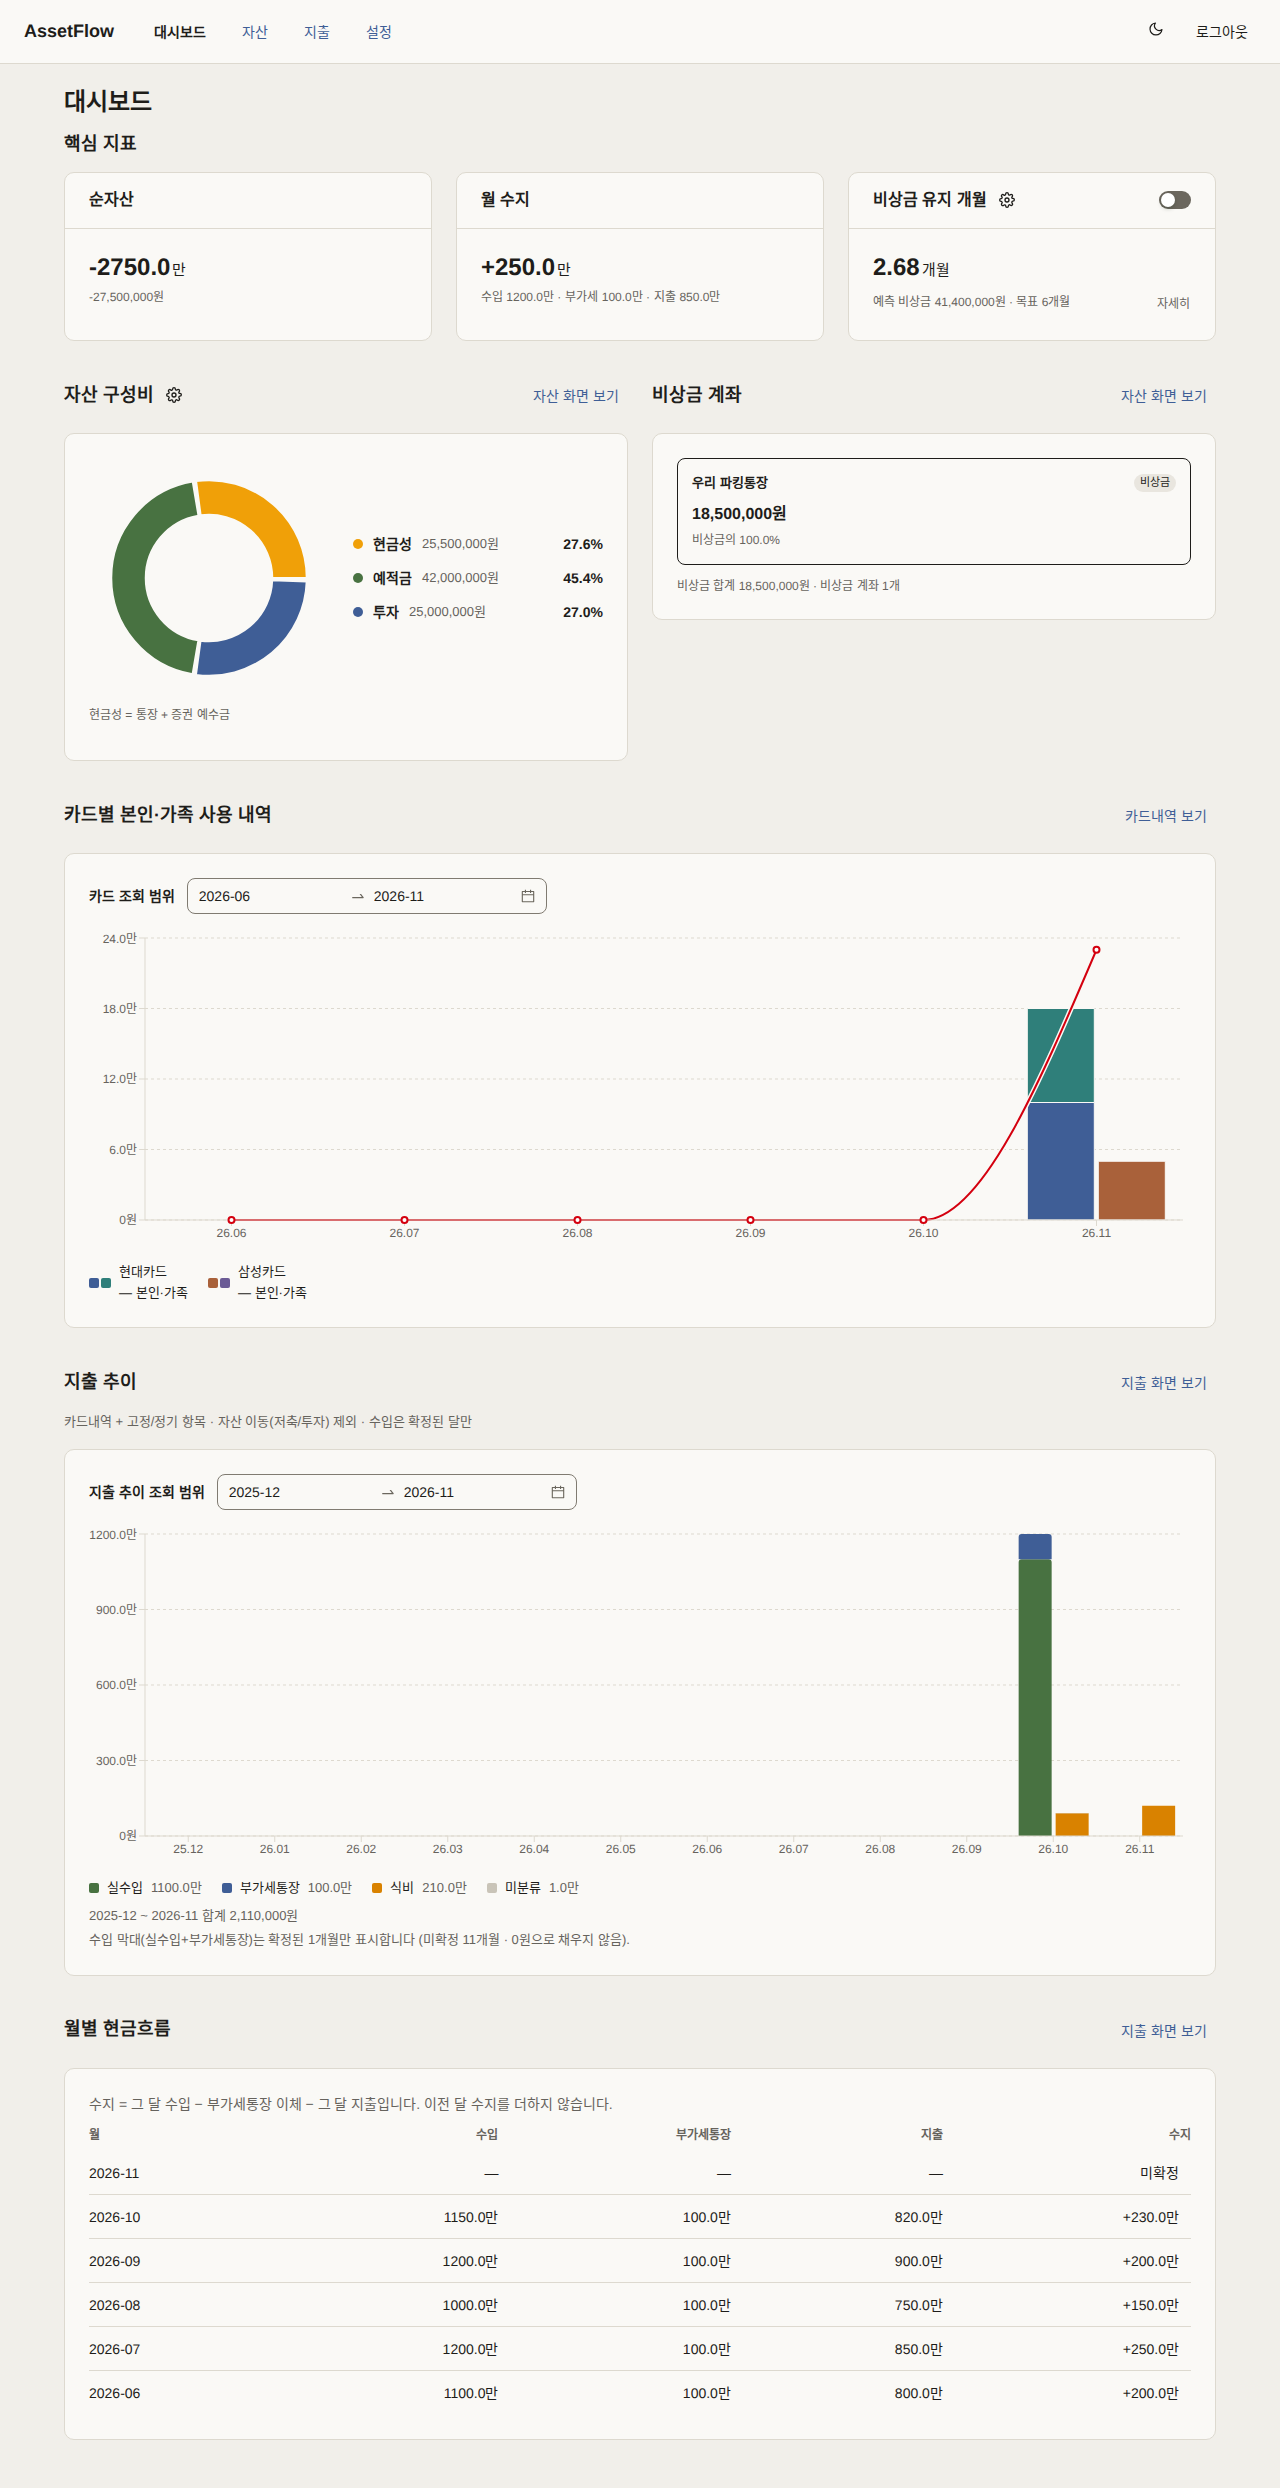 AssetFlow 대시보드 자산 지출 설정 로그아웃
대시보드
핵심 지표
순자산
-2750.0만
-27,500,000원
월 수지
+250.0만
수입 1200.0만 · 부가세 100.0만 · 지출 850.0만
비상금 유지 개월
2.68개월
예측 비상금 41,400,000원 · 목표 6개월 자세히
자산 구성비 자산 화면 보기
현금성 25,500,000원 27.6%
예적금 42,000,000원 45.4%
투자 25,000,000원 27.0%
현금성 = 통장 + 증권 예수금
비상금 계좌 자산 화면 보기
우리 파킹통장 비상금
18,500,000원
비상금의 100.0%
비상금 합계 18,500,000원 · 비상금 계좌 1개
카드별 본인·가족 사용 내역 카드내역 보기
카드 조회 범위 2026-06 2026-11
24.0만
18.0만
12.0만
6.0만
0원
26.06 26.07 26.08 26.09 26.10 26.11
현대카드
— 본인·가족
삼성카드
— 본인·가족
지출 추이 지출 화면 보기
카드내역 + 고정/정기 항목 · 자산 이동(저축/투자) 제외 · 수입은 확정된 달만
지출 추이 조회 범위 2025-12 2026-11
1200.0만
900.0만
600.0만
300.0만
0원
25.12 26.01 26.02 26.03 26.04 26.05 26.06 26.07 26.08 26.09 26.10 26.11
실수입 1100.0만 부가세통장 100.0만 식비 210.0만 미분류 1.0만
2025-12 ~ 2026-11 합계 2,110,000원
수입 막대(실수입+부가세통장)는 확정된 1개월만 표시합니다 (미확정 11개월 · 0원으로 채우지 않음).
월별 현금흐름 지출 화면 보기
수지 = 그 달 수입 − 부가세통장 이체 − 그 달 지출입니다. 이전 달 수지를 더하지 않습니다.
월 수입 부가세통장 지출 수지
2026-11 — — — 미확정
2026-10 1150.0만 100.0만 820.0만 +230.0만
2026-09 1200.0만 100.0만 900.0만 +200.0만
2026-08 1000.0만 100.0만 750.0만 +150.0만
2026-07 1200.0만 100.0만 850.0만 +250.0만
2026-06 1100.0만 100.0만 800.0만 +200.0만